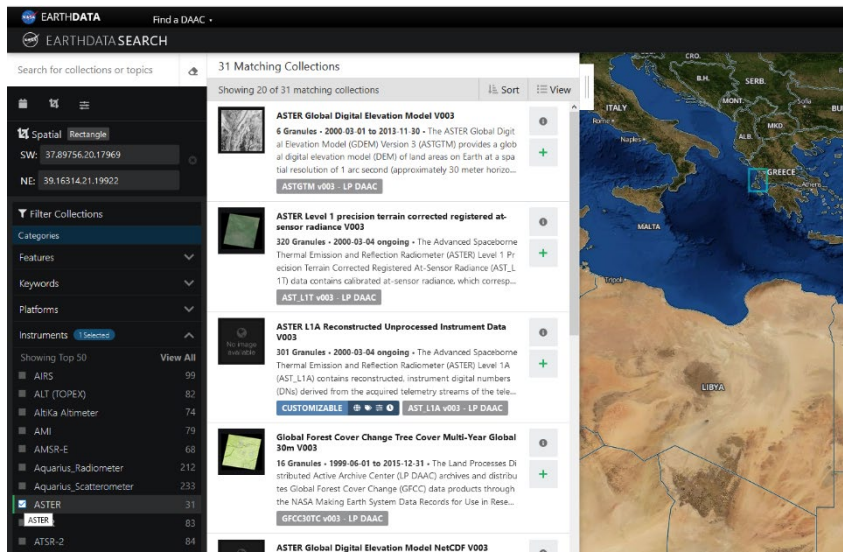 EARTHDATA Find a DAAC
EARTHDATA SEARCH
Search for collections or topics
Spatial Rectangle
SW: 37.89756,20.17969
NE: 39.16314,21.19922
Filter Collections
Categories
Features
Keywords
Platforms
Instruments 1 Selected
Showing Top 50 View All
AIRS 99
ALT (TOPEX) 82
AltiKa Altimeter 74
AMI 79
AMSR-E 68
Aquarius_Radiometer 212
Aquarius_Scatterometer 233
ASTER 31
ASTER 83
ATSR-2 84
31 Matching Collections
Showing 20 of 31 matching collections Sort View
ASTER Global Digital Elevation Model V003
6 Granules • 2000-03-01 to 2013-11-30 • The ASTER Global Digit
al Elevation Model (GDEM) Version 3 (ASTGTM) provides a glob
al digital elevation model (DEM) of land areas on Earth at a spa
tial resolution of 1 arc second (approximately 30 meter horizo...
ASTGTM v003 - LP DAAC
ASTER Level 1 precision terrain corrected registered at-
sensor radiance V003
320 Granules • 2000-03-04 ongoing • The Advanced Spaceborne
Thermal Emission and Reflection Radiometer (ASTER) Level 1 Pr
ecision Terrain Corrected Registered At-Sensor Radiance (AST_L
1T) data contains calibrated at-sensor radiance, which corresp...
AST_L1T v003 - LP DAAC
No image
available
ASTER L1A Reconstructed Unprocessed Instrument Data
V003
301 Granules • 2000-03-04 ongoing • The Advanced Spaceborne
Thermal Emission and Reflection Radiometer (ASTER) Level 1A
(AST_L1A) contains reconstructed, instrument digital numbers
(DNs) derived from the acquired telemetry streams of the tele...
CUSTOMIZABLE AST_L1A v003 - LP DAAC
Global Forest Cover Change Tree Cover Multi-Year Global
30m V003
16 Granules • 1999-06-01 to 2015-12-31 • The Land Processes Di
stributed Active Archive Center (LP DAAC) archives and distribu
tes Global Forest Cover Change (GFCC) data products through
the NASA Making Earth System Data Records for Use in Rese...
GFCC30TC v003 - LP DAAC
ASTER Global Digital Elevation Model NetCDF V003
CRO.
B.H. SERB.
ITALY MONT. Sofia BU
Rome
Naples ALB. MKD.
GREECE
Athens
MALTA
Tripoli
LIBYA